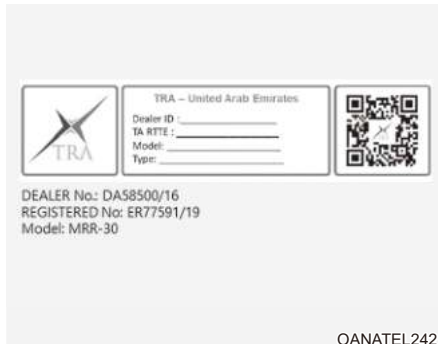 TRA
TRA – United Arab Emirates
Dealer ID :
TA RTTE :
Model:
Type:
DEALER No.: DA58500/16
REGISTERED No: ER77591/19
Model: MRR-30
OANATEL242